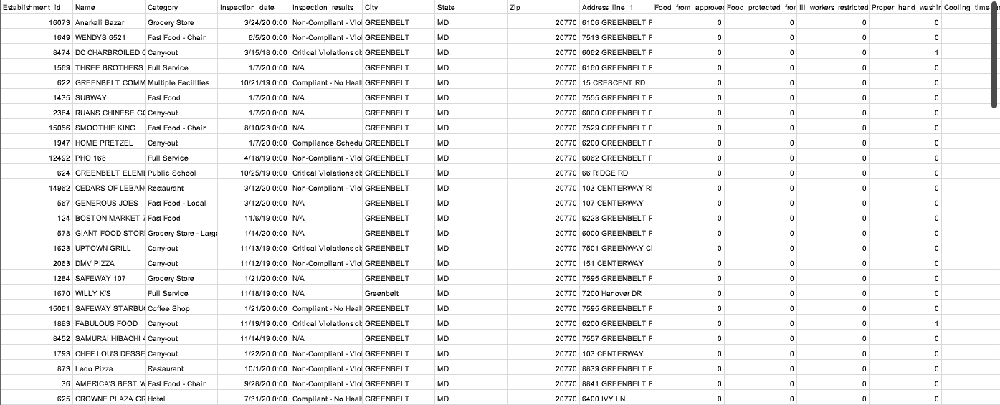 Establishment_id Name Category Inspection_date Inspection_results City State Zip Address_line_1 Food_from_approved Food_protected_from Ill_workers_restricted Proper_hand_washin Cooling_time_
16073 Anarkali Bazar Grocery Store 3/24/20 0:00 Non-Compliant - Viol GREENBELT MD 20770 6106 GREENBELT R 0 0 0 0
1649 WENDYS 6521 Fast Food - Chain 6/5/20 0:00 Non-Compliant - Viol GREENBELT MD 20770 7513 GREENBELT R 0 0 0 0
8474 DC CHARBROILED C Carry-out 3/15/18 0:00 Critical Violations ob GREENBELT MD 20770 6062 GREENBELT R 0 0 0 1
1569 THREE BROTHERS Full Service 1/7/20 0:00 N/A GREENBELT MD 20770 6160 GREENBELT R 0 0 0 0
622 GREENBELT COMM Multiple Facilities 10/21/19 0:00 Compliant - No Healt GREENBELT MD 20770 15 CRESCENT RD 0 0 0 0
1435 SUBWAY Fast Food 1/7/20 0:00 N/A GREENBELT MD 20770 7555 GREENBELT R 0 0 0 0
2384 RUANS CHINESE GO Carry-out 1/7/20 0:00 N/A GREENBELT MD 20770 6000 GREENBELT R 0 0 0 0
15056 SMOOTHIE KING Fast Food - Chain 8/10/23 0:00 N/A GREENBELT MD 20770 7529 GREENBELT R 0 0 0 0
1947 HOME PRETZEL Carry-out 1/7/20 0:00 Compliance Schedu GREENBELT MD 20770 6200 GREENBELT R 0 0 0 0
12492 PHO 168 Full Service 4/18/19 0:00 Non-Compliant - Viol GREENBELT MD 20770 6062 GREENBELT R 0 0 0 0
624 GREENBELT ELEM Public School 10/25/19 0:00 Critical Violations ob GREENBELT MD 20770 66 RIDGE RD 0 0 0 0
14962 CEDARS OF LEBAN Restaurant 3/12/20 0:00 Non-Compliant - Viol GREENBELT MD 20770 103 CENTERWAY R 0 0 0 0
567 GENEROUS JOES Fast Food - Local 3/12/20 0:00 N/A GREENBELT MD 20770 107 CENTERWAY 0 0 0 0
124 BOSTON MARKET 7 Fast Food 11/6/19 0:00 N/A GREENBELT MD 20770 6228 GREENBELT R 0 0 0 0
578 GIANT FOOD STOR Grocery Store - Large 1/14/20 0:00 N/A GREENBELT MD 20770 6000 GREENBELT R 0 0 0 0
1623 UPTOWN GRILL Carry-out 11/13/19 0:00 Critical Violations ob GREENBELT MD 20770 7501 GREENWAY C 0 0 0 0
2063 DMV PIZZA Carry-out 11/12/19 0:00 Non-Compliant - Viol GREENBELT MD 20770 151 CENTERWAY 0 0 0 0
1284 SAFEWAY 107 Grocery Store 1/21/20 0:00 N/A GREENBELT MD 20770 7595 GREENBELT R 0 0 0 0
1670 WILLY K'S Full Service 11/18/19 0:00 N/A Greenbelt MD 20770 7200 Hanover DR 0 0 0 0
15061 SAFEWAY STARBUC Coffee Shop 1/21/20 0:00 Compliant - No Healt GREENBELT MD 20770 7595 GREENBELT R 0 0 0 0
1883 FABULOUS FOOD Carry-out 11/19/19 0:00 Critical Violations ob GREENBELT MD 20770 6200 GREENBELT R 0 0 0 1
8452 SAMURAI HIBACHI A Carry-out 11/14/19 0:00 N/A GREENBELT MD 20770 7557 GREENBELT R 0 0 0 0
1793 CHEF LOU'S DESSE Carry-out 1/22/20 0:00 Non-Compliant - Viol GREENBELT MD 20770 103 CENTERWAY 0 0 0 0
873 Ledo Pizza Restaurant 10/1/20 0:00 Non-Compliant - Viol GREENBELT MD 20770 8839 GREENBELT R 0 0 0 0
36 AMERICA'S BEST W Fast Food - Chain 9/28/20 0:00 Non-Compliant - Viol GREENBELT MD 20770 8841 GREENBELT R 0 0 0 0
625 CROWNE PLAZA GR Hotel 7/31/20 0:00 Compliant - No Healt GREENBELT MD 20770 6400 IVY LN 0 0 0 0